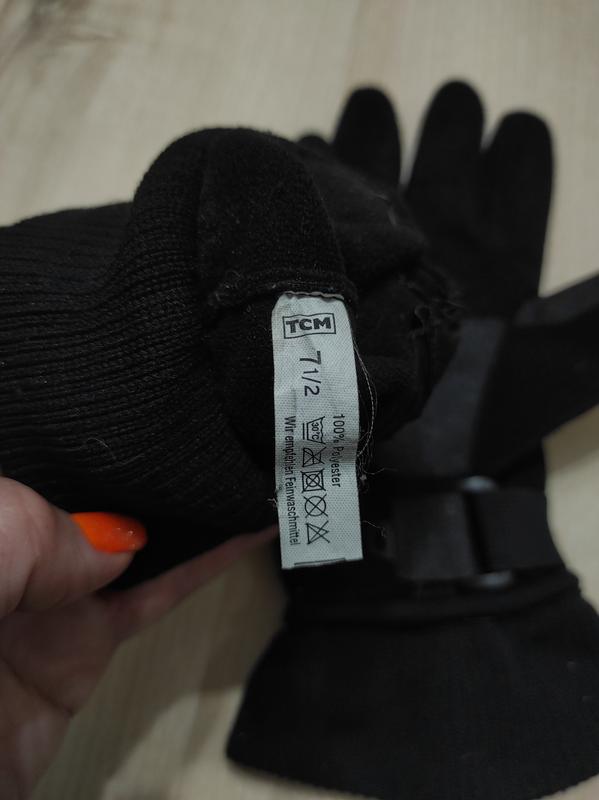 TCM
7 1/2
100% Polyester
30°C
Wir empfehlen Feinwaschmittel